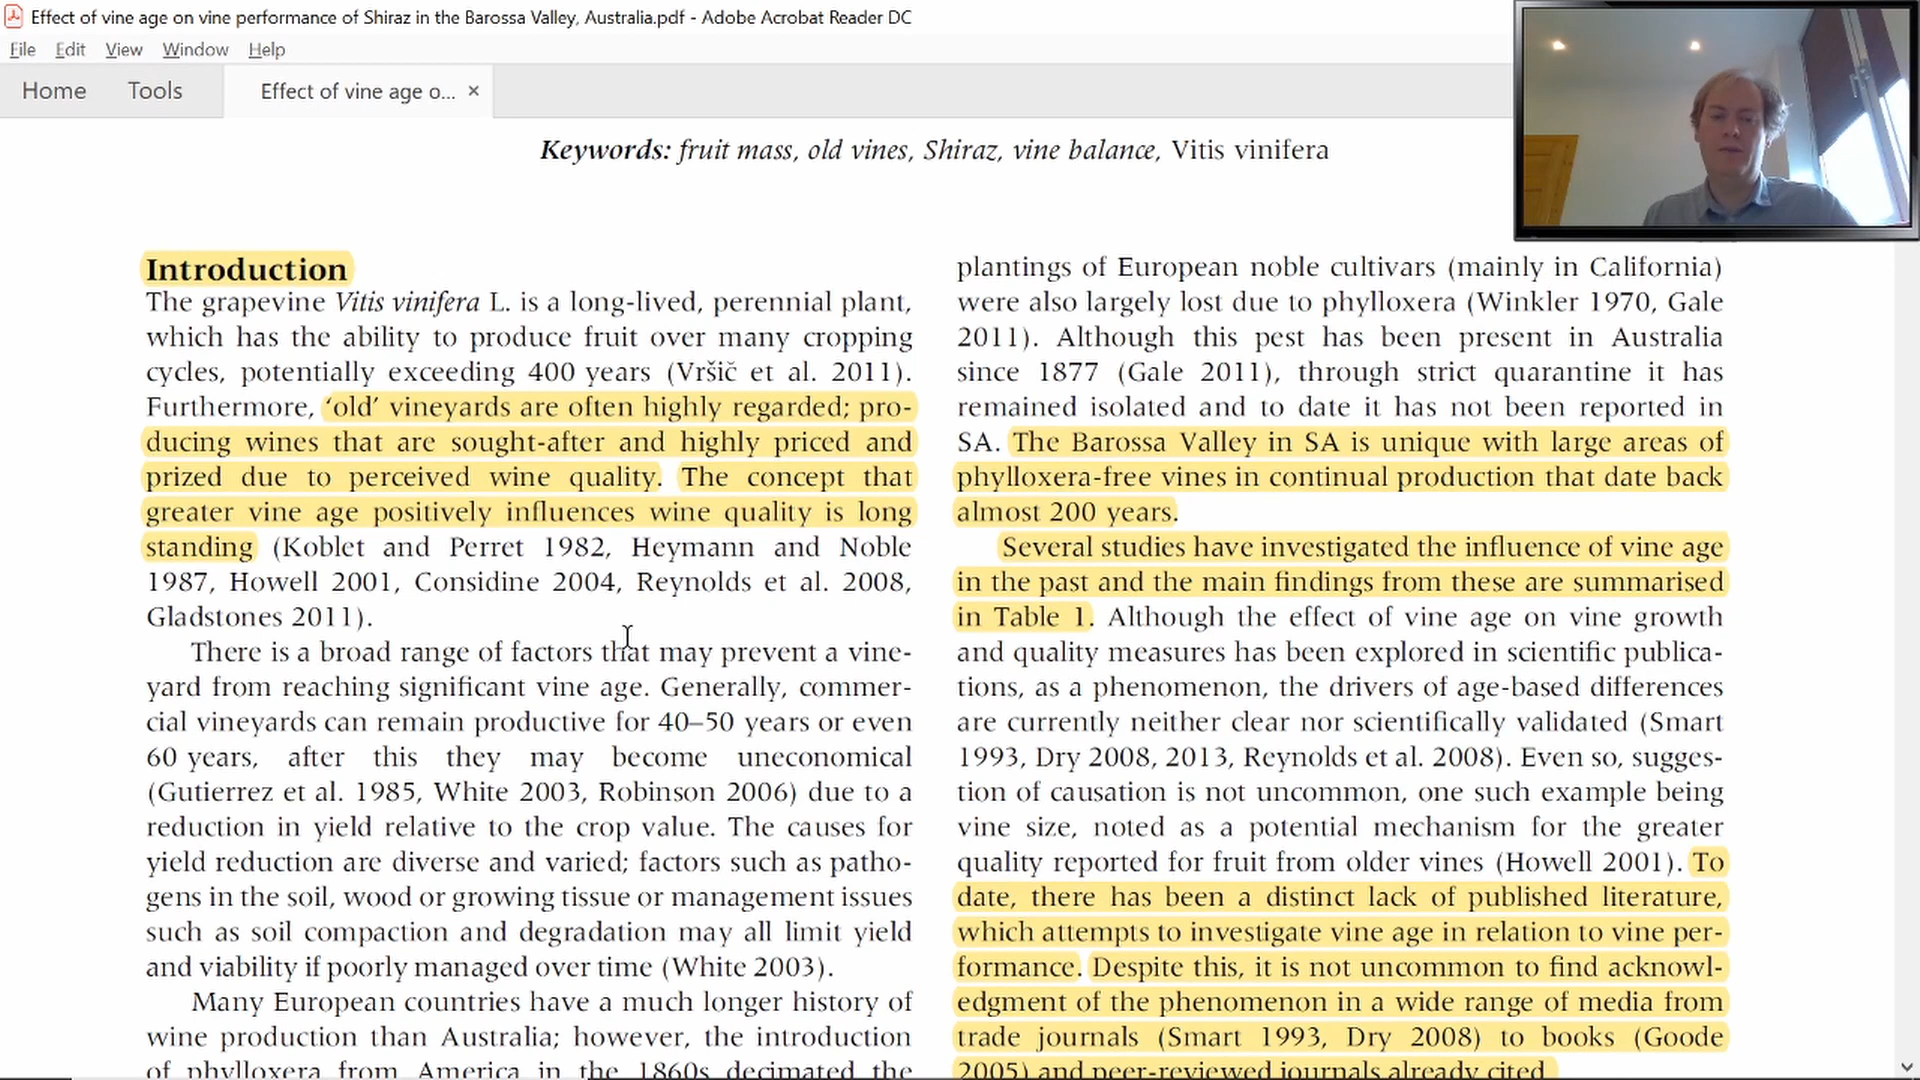 Effect of vine age on vine performance of Shiraz in the Barossa Valley, Australia.pdf - Adobe Acrobat Reader DC
File Edit View Window Help
Home Tools Effect of vine age o... ×
Keywords: fruit mass, old vines, Shiraz, vine balance, Vitis vinifera
Introduction
The grapevine Vitis vinifera L. is a long-lived, perennial plant,
which has the ability to produce fruit over many cropping
cycles, potentially exceeding 400 years (Vršič et al. 2011).
Furthermore, ‘old’ vineyards are often highly regarded; pro-
ducing wines that are sought-after and highly priced and
prized due to perceived wine quality. The concept that
greater vine age positively influences wine quality is long
standing (Koblet and Perret 1982, Heymann and Noble
1987, Howell 2001, Considine 2004, Reynolds et al. 2008,
Gladstones 2011).
There is a broad range of factors that may prevent a vine-
yard from reaching significant vine age. Generally, commer-
cial vineyards can remain productive for 40–50 years or even
60 years, after this they may become uneconomical
(Gutierrez et al. 1985, White 2003, Robinson 2006) due to a
reduction in yield relative to the crop value. The causes for
yield reduction are diverse and varied; factors such as patho-
gens in the soil, wood or growing tissue or management issues
such as soil compaction and degradation may all limit yield
and viability if poorly managed over time (White 2003).
Many European countries have a much longer history of
wine production than Australia; however, the introduction
of phylloxera from America in the 1860s decimated the
plantings of European noble cultivars (mainly in California)
were also largely lost due to phylloxera (Winkler 1970, Gale
2011). Although this pest has been present in Australia
since 1877 (Gale 2011), through strict quarantine it has
remained isolated and to date it has not been reported in
SA. The Barossa Valley in SA is unique with large areas of
phylloxera-free vines in continual production that date back
almost 200 years.
Several studies have investigated the influence of vine age
in the past and the main findings from these are summarised
in Table 1. Although the effect of vine age on vine growth
and quality measures has been explored in scientific publica-
tions, as a phenomenon, the drivers of age-based differences
are currently neither clear nor scientifically validated (Smart
1993, Dry 2008, 2013, Reynolds et al. 2008). Even so, sugges-
tion of causation is not uncommon, one such example being
vine size, noted as a potential mechanism for the greater
quality reported for fruit from older vines (Howell 2001). To
date, there has been a distinct lack of published literature,
which attempts to investigate vine age in relation to vine per-
formance. Despite this, it is not uncommon to find acknowl-
edgment of the phenomenon in a wide range of media from
trade journals (Smart 1993, Dry 2008) to books (Goode
2005) and peer-reviewed journals already cited.